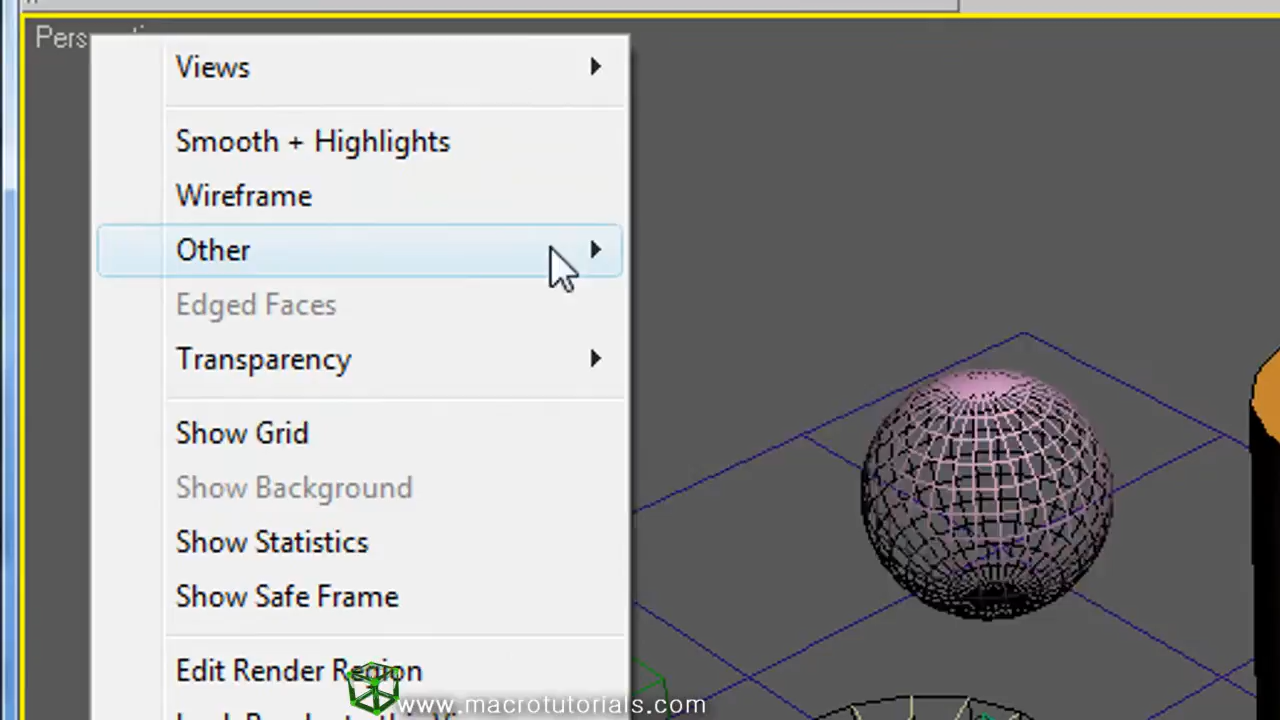 Views
Smooth + Highlights
Wireframe
Other
Edged Faces
Transparency
Show Grid
Show Background
Show Statistics
Show Safe Frame
Edit Render Region
www.macrotutorials.com